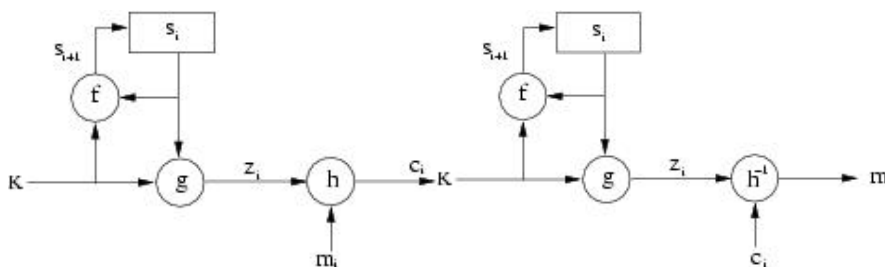 s_i
s_{i+1}
f
K
g
z_i
h
c_i
m_i
s_i
s_{i+1}
f
K
g
z_i
h^{-1}
m
c_i